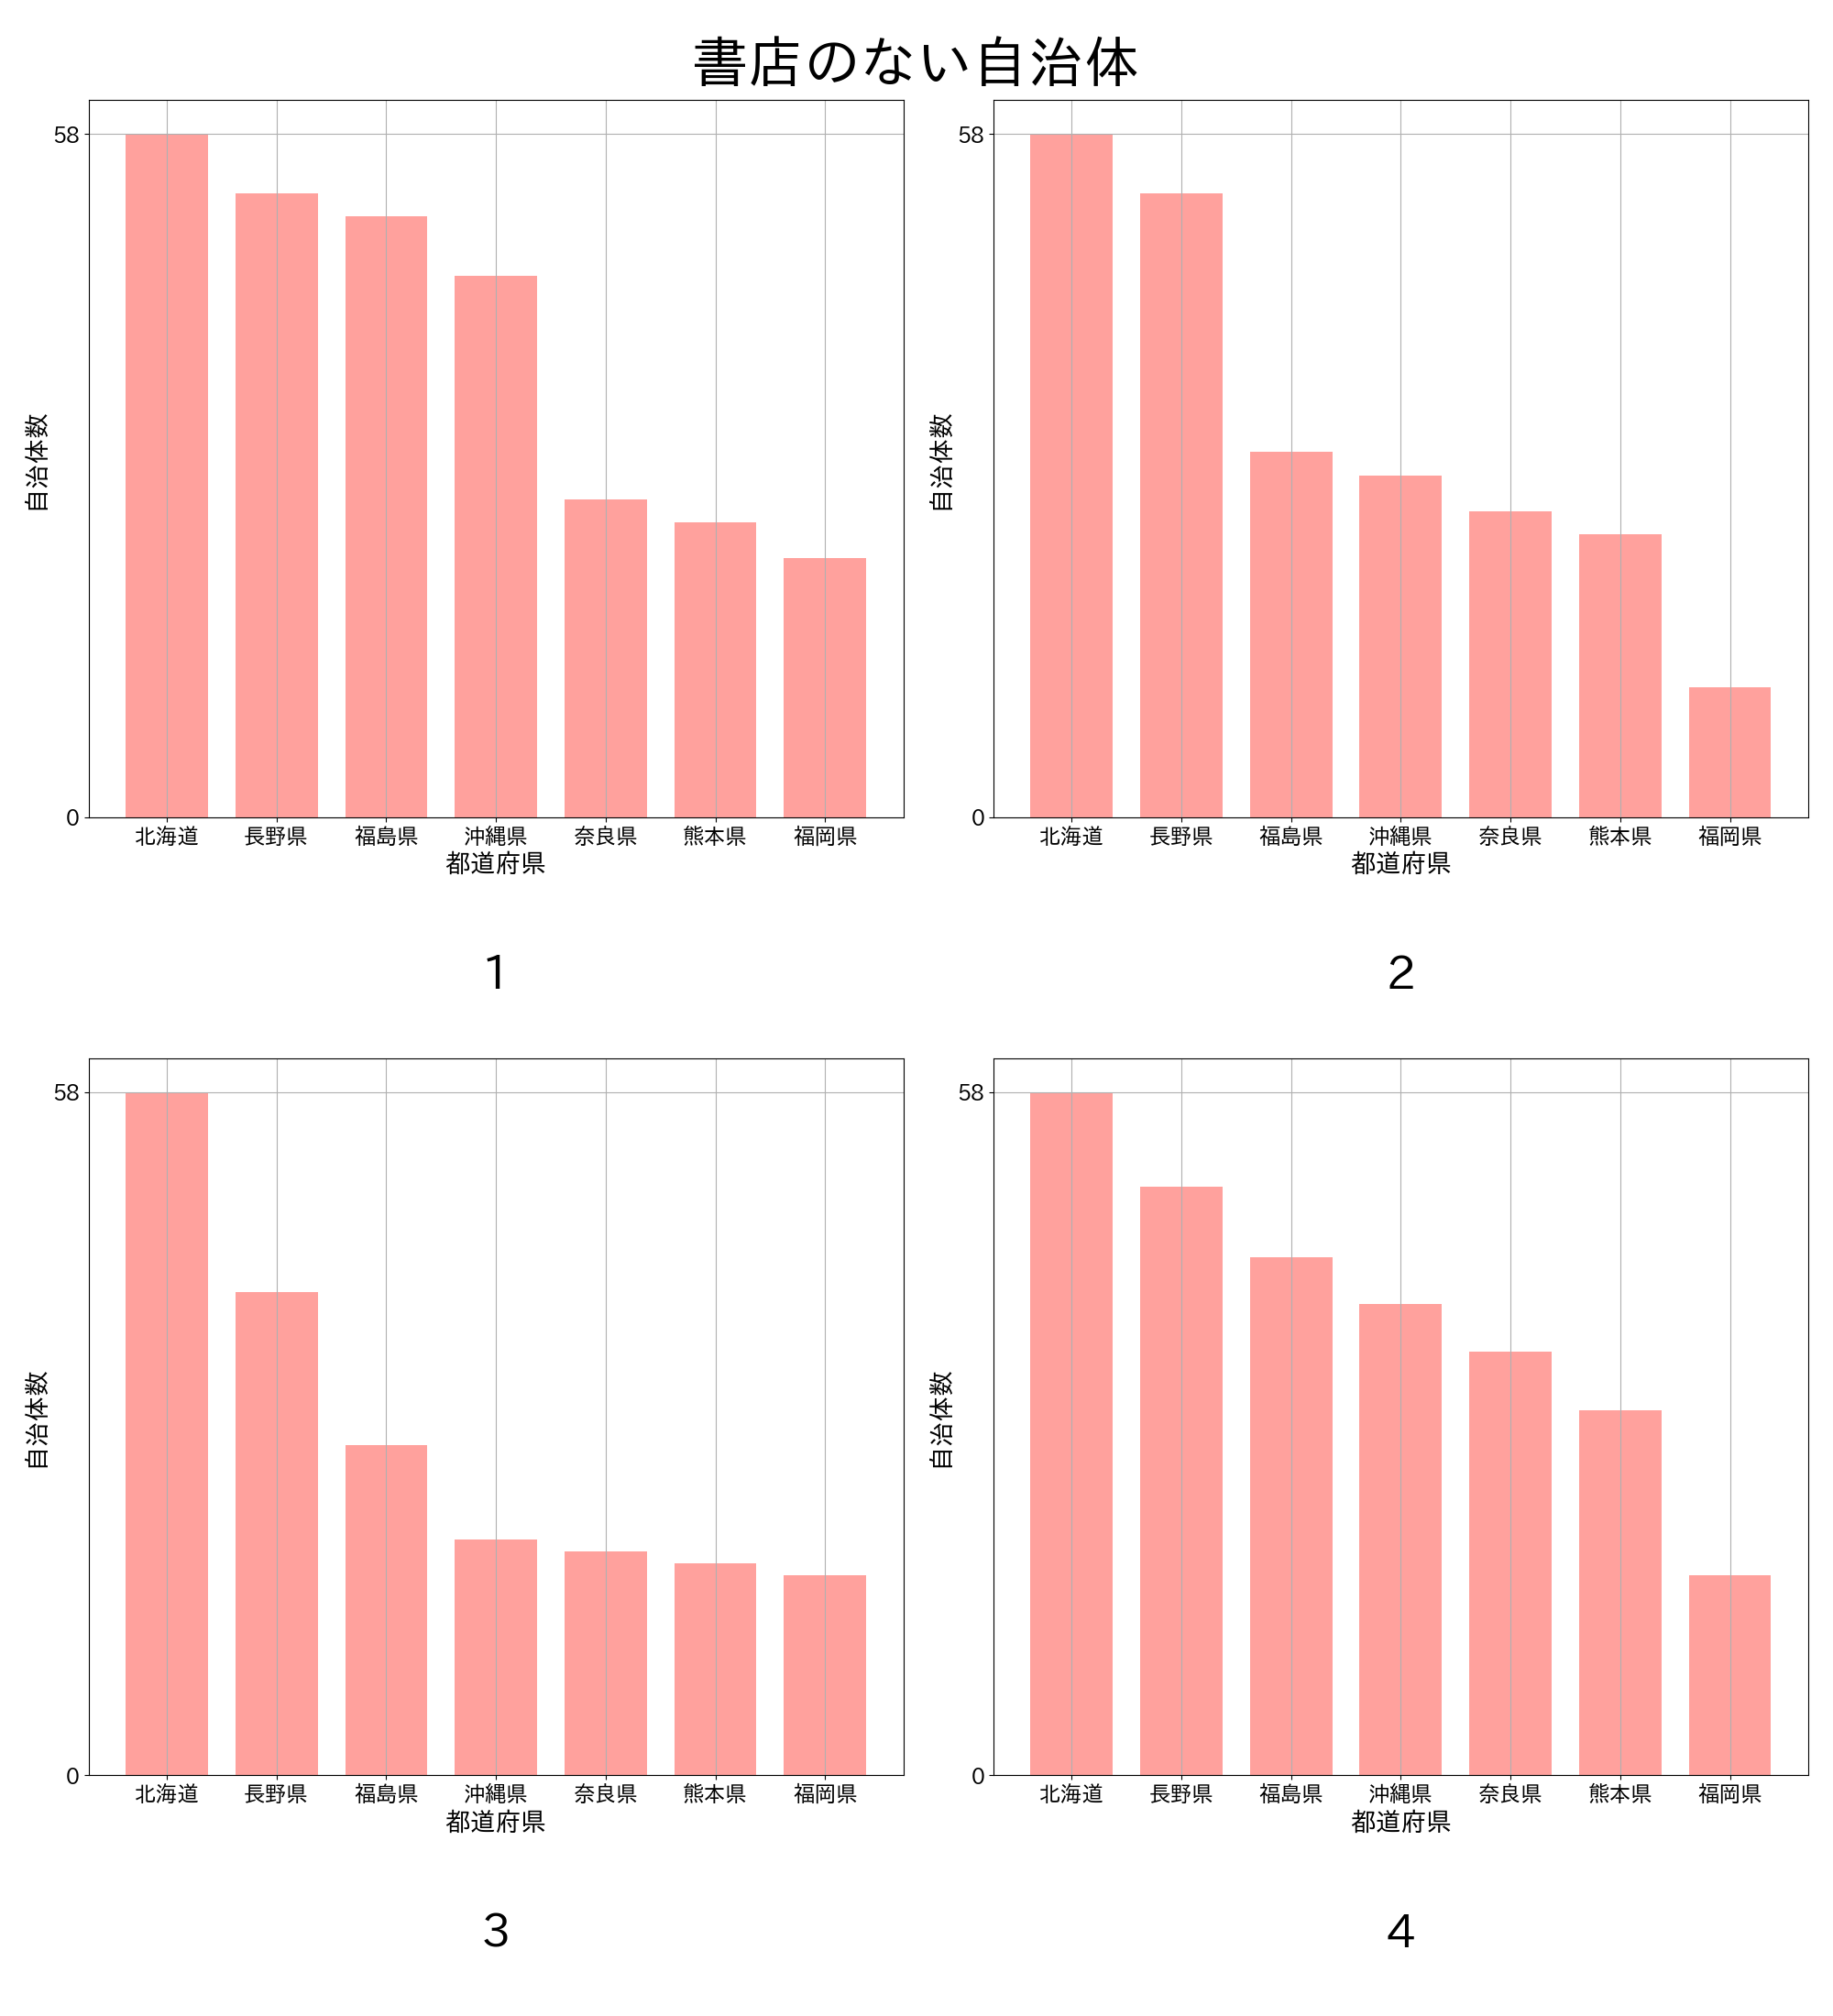 書店のない自治体
58
0
自治体数
北海道 長野県 福島県 沖縄県 奈良県 熊本県 福岡県
都道府県
1
58
0
自治体数
北海道 長野県 福島県 沖縄県 奈良県 熊本県 福岡県
都道府県
2
58
0
自治体数
北海道 長野県 福島県 沖縄県 奈良県 熊本県 福岡県
都道府県
3
58
0
自治体数
北海道 長野県 福島県 沖縄県 奈良県 熊本県 福岡県
都道府県
4